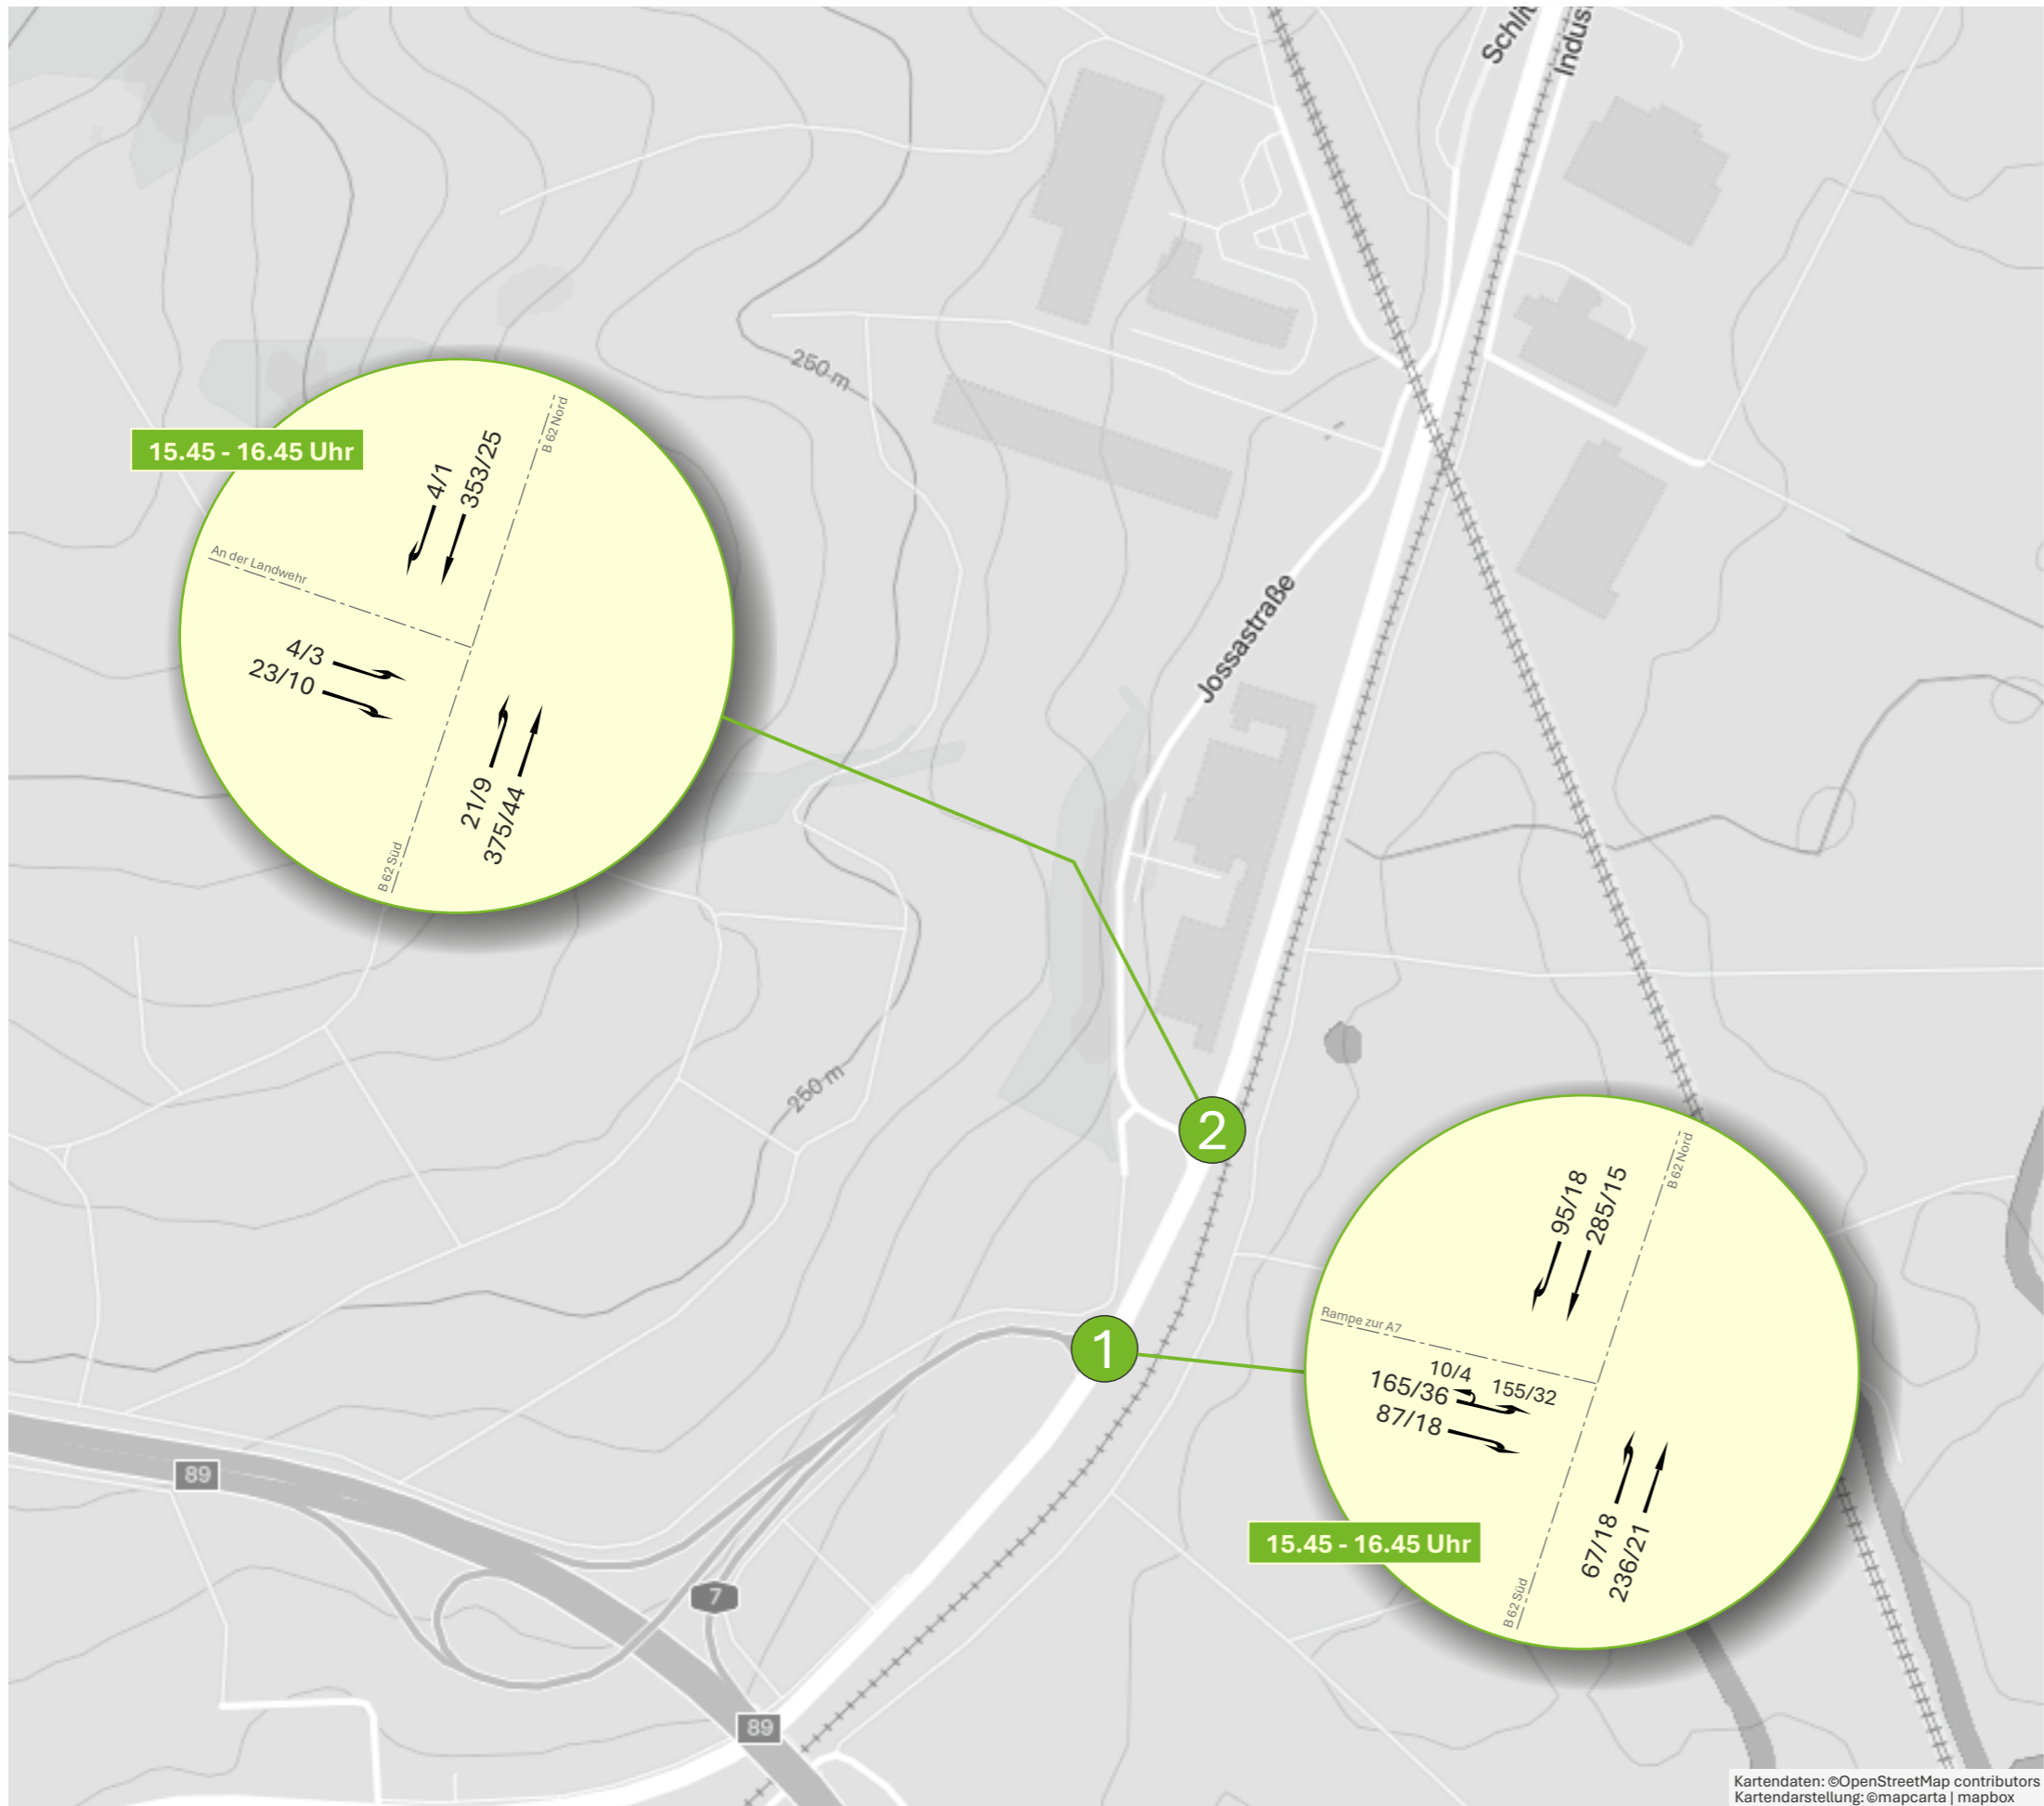 Schlit
Indus
250 m
15.45 - 16.45 Uhr
B 62 Nord
4/1
353/25
An der Landwehr
4/3
23/10
21/9
375/44
B 62 Süd
Jossastraße
250 m
2
B 62 Nord
95/18
285/15
Rampe zur A7
10/4
165/36
155/32
87/18
1
67/18
236/21
15.45 - 16.45 Uhr
B 62 Süd
89
7
89
Kartendaten: ©OpenStreetMap contributors
Kartendarstellung: ©mapcarta | mapbox